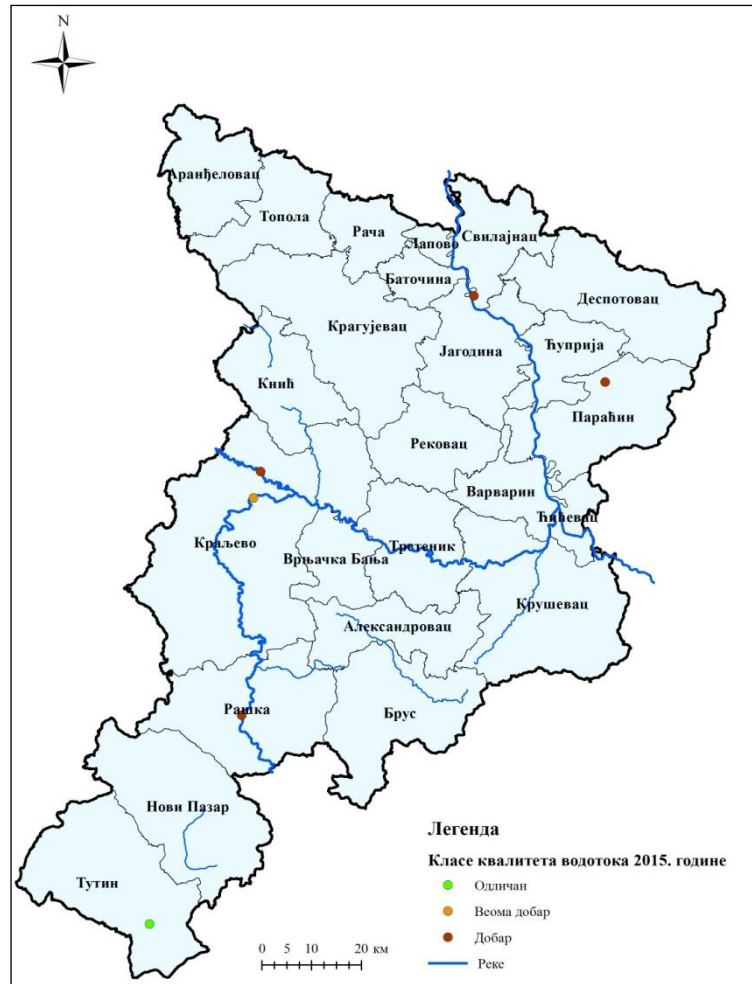 N
Аранђеловац
Топола
Рача
Лапово
Свилајнац
Баточина
Деспотовац
Крагујевац
Ћуприја
Јагодина
Кнић
Параћин
Рековац
Варварин
Ћићевац
Краљево
Врњачка Бања
Трстеник
Крушевац
Александровац
Рашка
Брус
Нови Пазар
Тутин
Легенда
Класе квалитета водотока 2015. године
Одличан
Веома добар
Добар
Реке
0 5 10 20 км